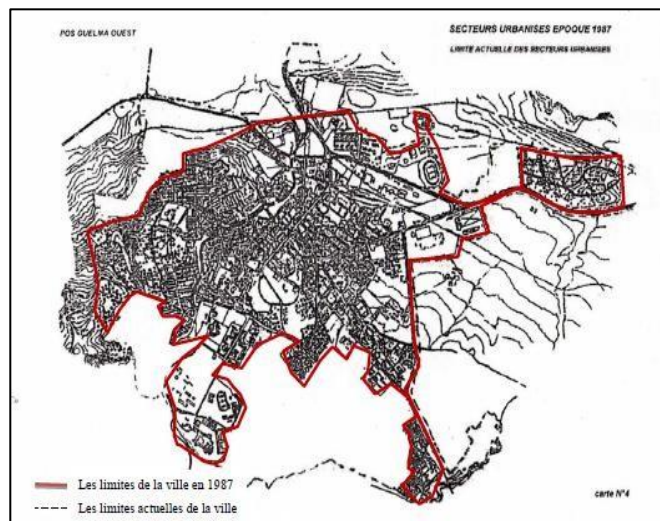 POS GUELMA OUEST
SECTEURS URBANISES EPOQUE 1987
LIMITE ACTUELLE DES SECTEURS URBANISES
Les limites de la ville en 1987
Les limites actuelles de la ville
carte N°4